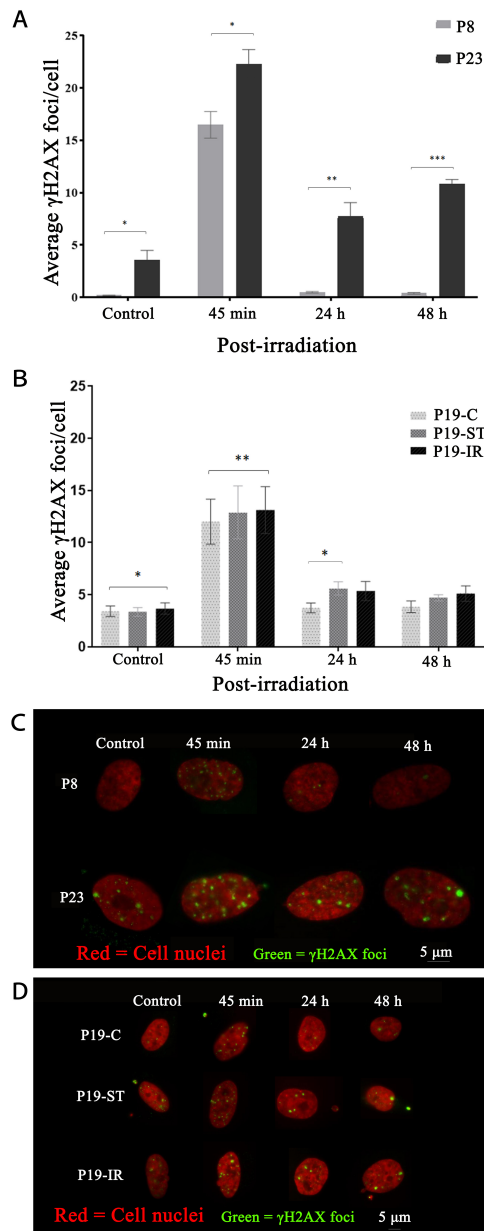 A
Average γH2AX foci/cell
25
20
15
10
5
0
*
*
**
***
P8
P23
Control
45 min
24 h
48 h
Post-irradiation
B
Average γH2AX foci/cell
25
20
15
10
5
0
*
**
*
P19-C
P19-ST
P19-IR
Control
45 min
24 h
48 h
Post-irradiation
C
Control
45 min
24 h
48 h
P8
P23
Red = Cell nuclei
Green = γH2AX foci
5 μm
D
Control
45 min
24 h
48 h
P19-C
P19-ST
P19-IR
Red = Cell nuclei
Green = γH2AX foci
5 μm